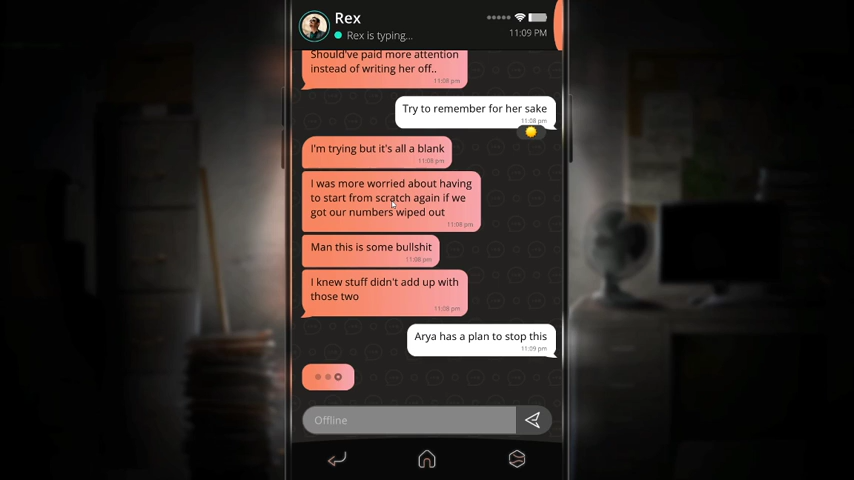 Rex
Rex is typing...
11:09 PM
Should've paid more attention
instead of writing her off..
11:08 pm
Try to remember for her sake
11:08 pm
I'm trying but it's all a blank
11:08 pm
I was more worried about having
to start from scratch again if we
got our numbers wiped out
11:08 pm
Man this is some bullshit
11:08 pm
I knew stuff didn't add up with
those two
11:08 pm
Arya has a plan to stop this
11:09 pm
Offline